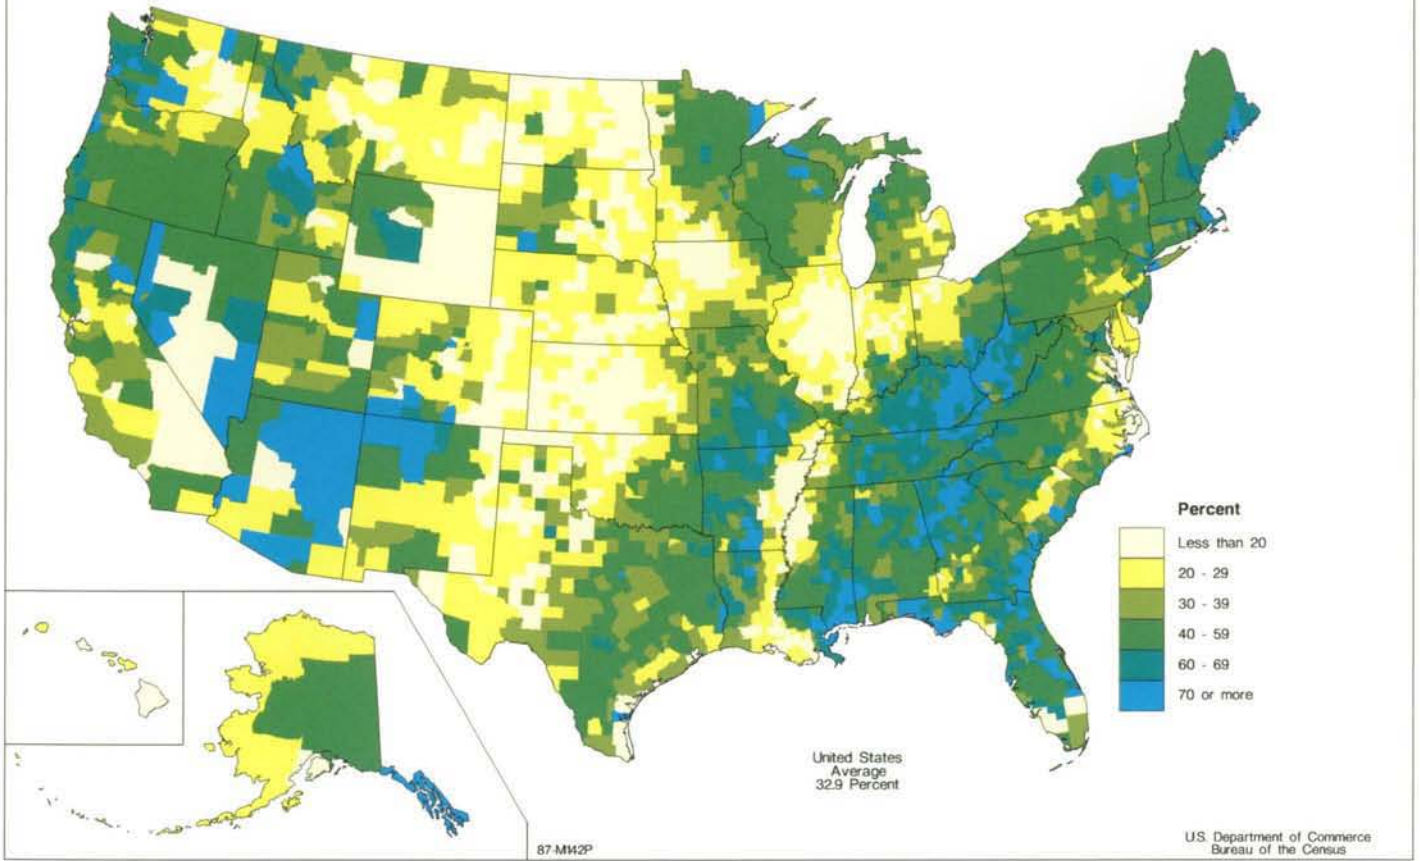 Percent
Less than 20
20 - 29
30 - 39
40 - 59
60 - 69
70 or more
United States
Average
32.9 Percent
87-M142P
U.S. Department of Commerce
Bureau of the Census